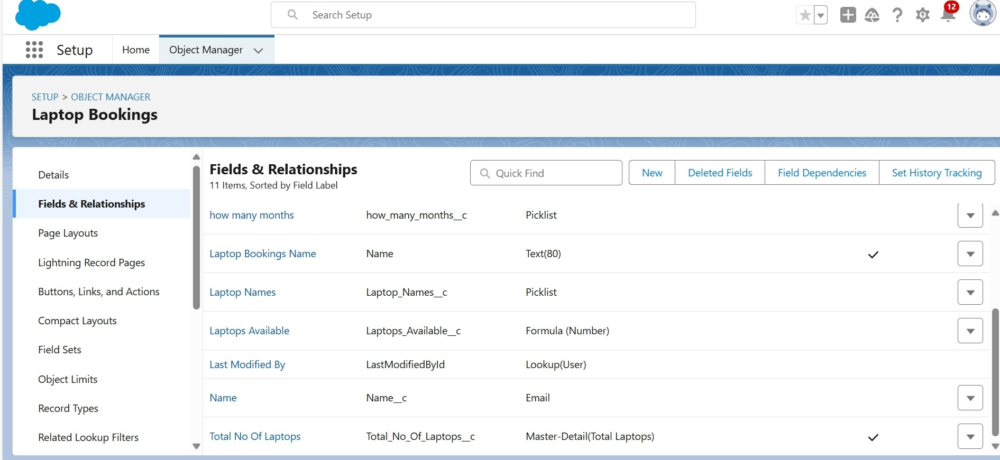 Search Setup
12
Setup
Home
Object Manager
SETUP > OBJECT MANAGER
Laptop Bookings
Details
Fields & Relationships
Page Layouts
Lightning Record Pages
Buttons, Links, and Actions
Compact Layouts
Field Sets
Object Limits
Record Types
Related Lookup Filters
Fields & Relationships
11 Items, Sorted by Field Label
Quick Find
New
Deleted Fields
Field Dependencies
Set History Tracking
how many months how_many_months__c Picklist
Laptop Bookings Name Name Text(80)
Laptop Names Laptop_Names__c Picklist
Laptops Available Laptops_Available__c Formula (Number)
Last Modified By LastModifiedById Lookup(User)
Name Name__c Email
Total No Of Laptops Total_No_Of_Laptops__c Master-Detail(Total Laptops)